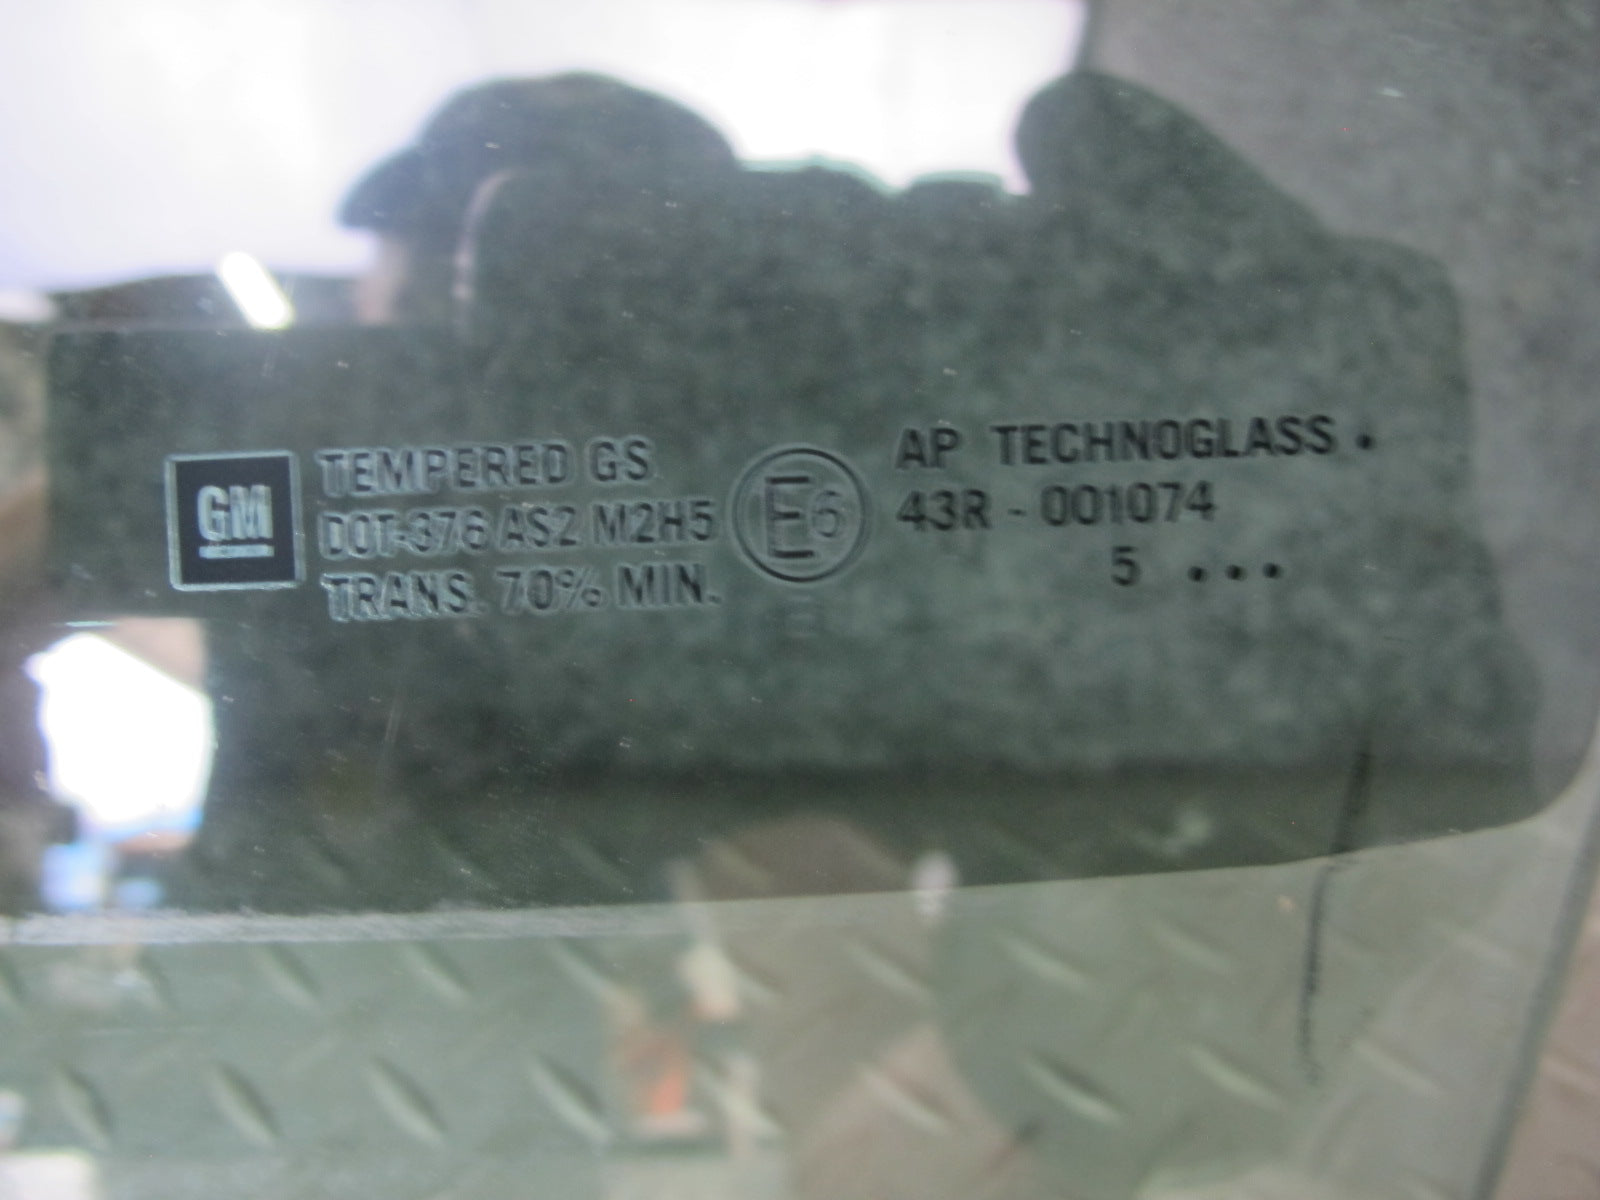 GM
TEMPERED GS
DOT-376 AS2 M2H5
TRANS. 70% MIN.
E6
AP TECHNOGLASS •
43R - 001074
5 •••